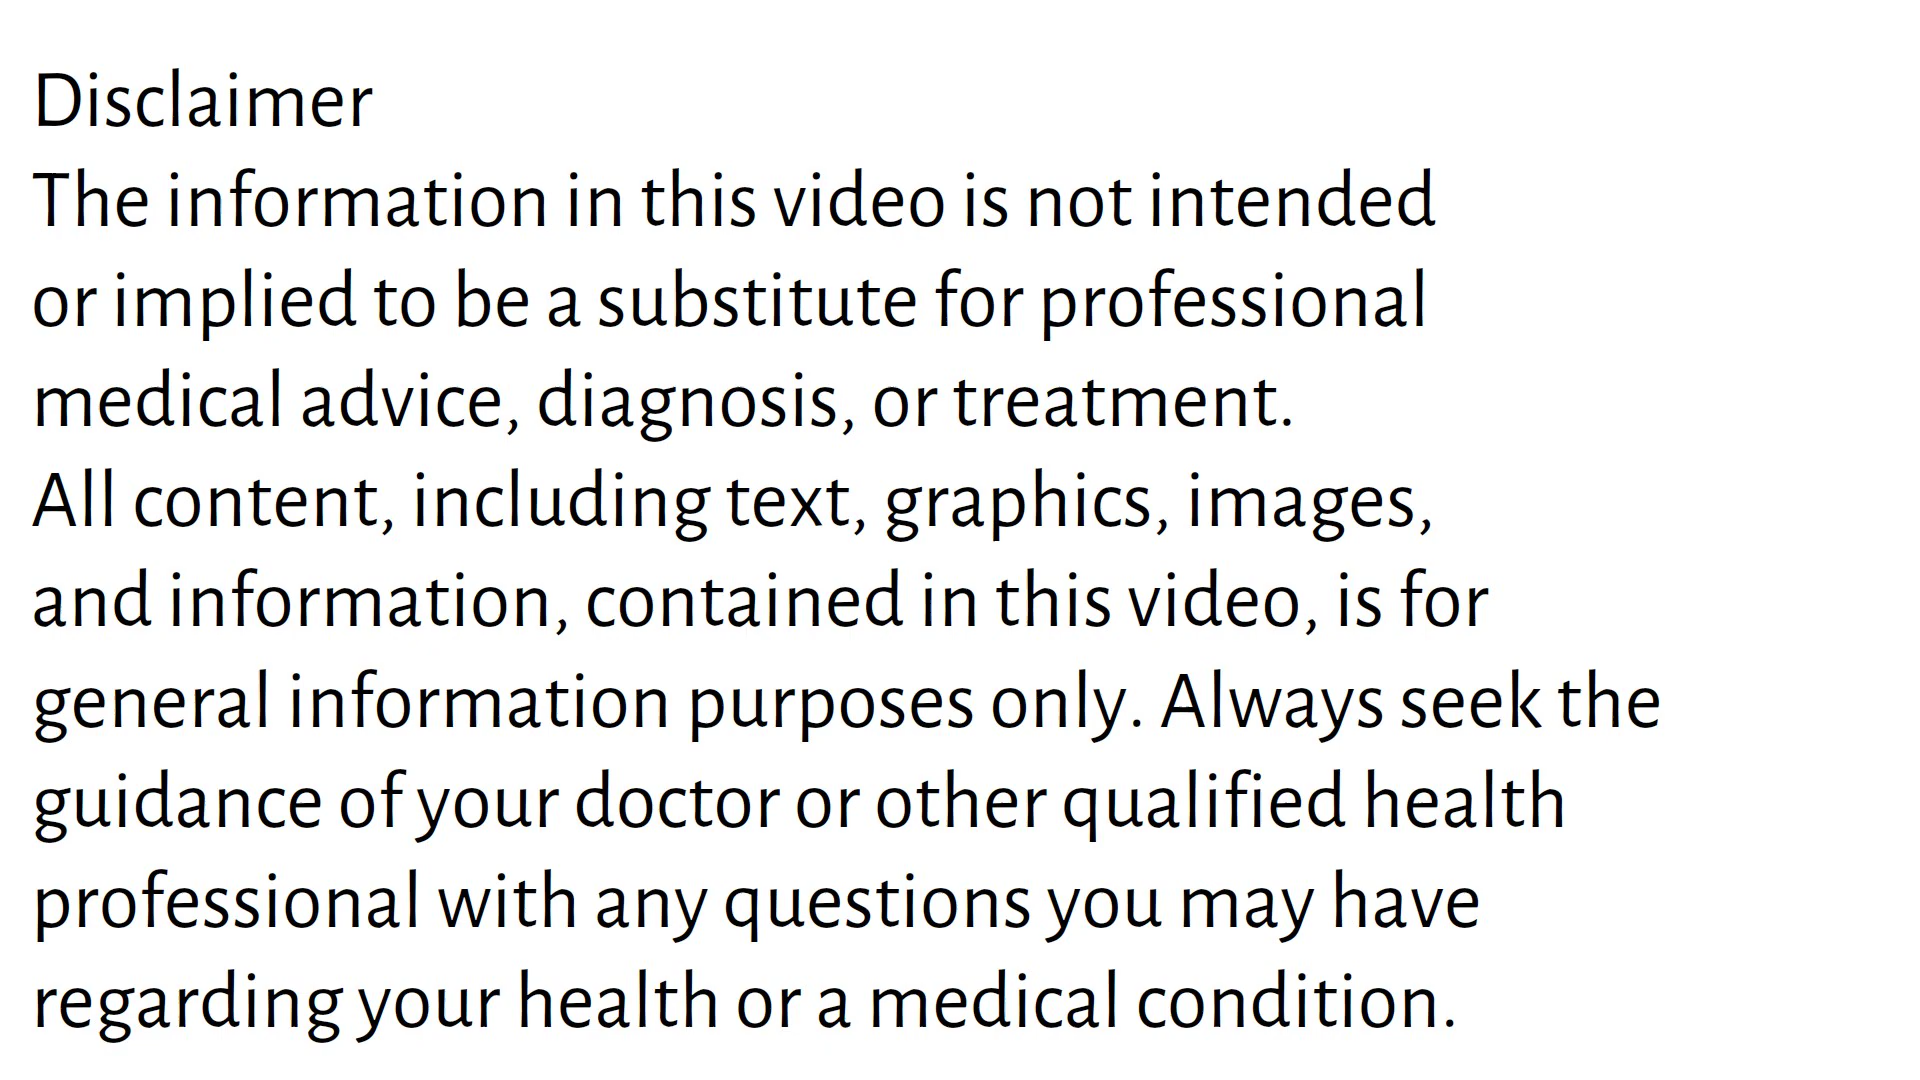 Disclaimer
The information in this video is not intended
or implied to be a substitute for professional
medical advice, diagnosis, or treatment.
All content, including text, graphics, images,
and information, contained in this video, is for
general information purposes only. Always seek the
guidance of your doctor or other qualified health
professional with any questions you may have
regarding your health or a medical condition.